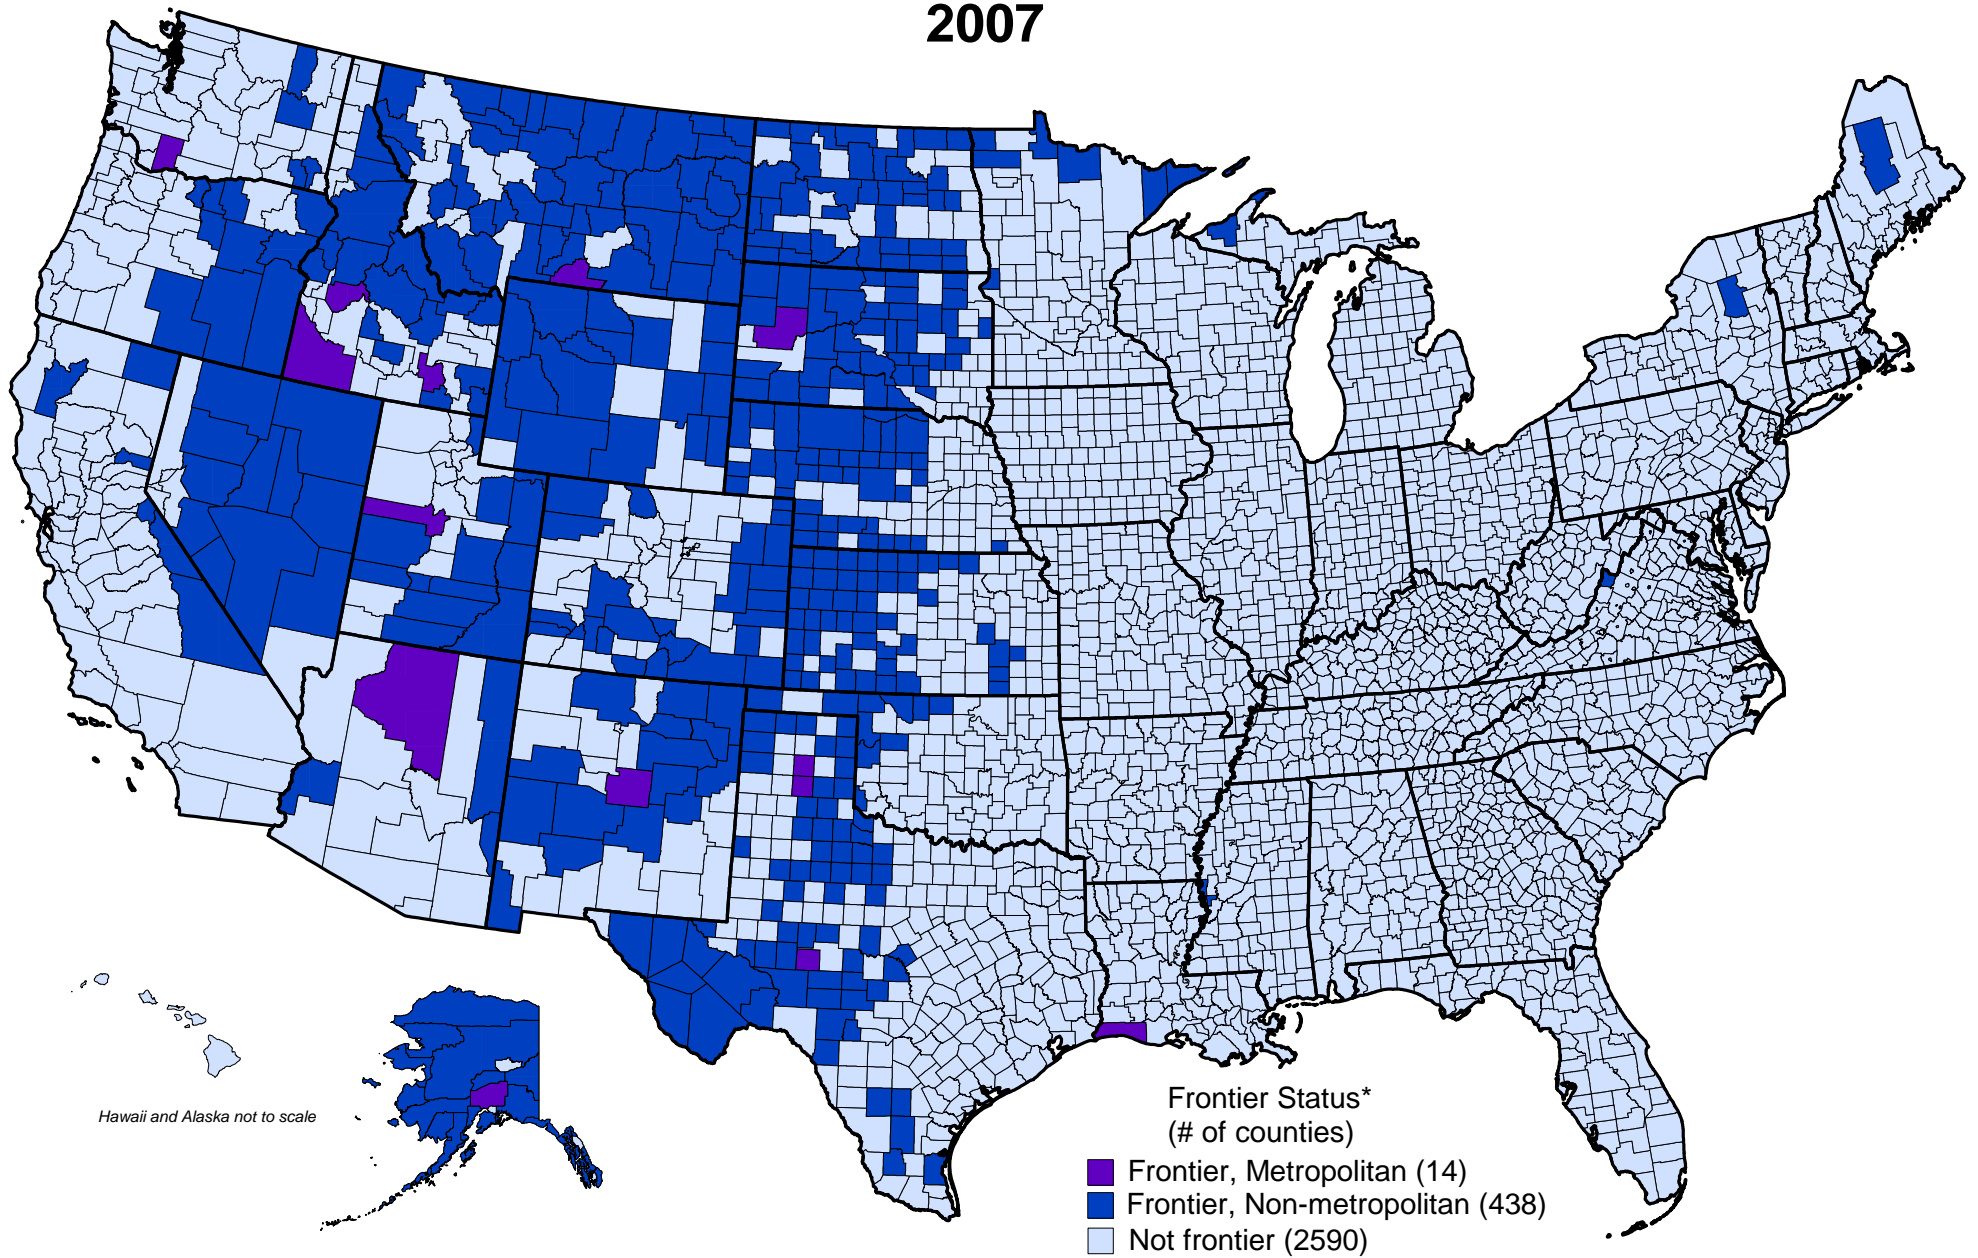 2007
Hawaii and Alaska not to scale
Frontier Status*
(# of counties)
Frontier, Metropolitan (14)
Frontier, Non-metropolitan (438)
Not frontier (2590)